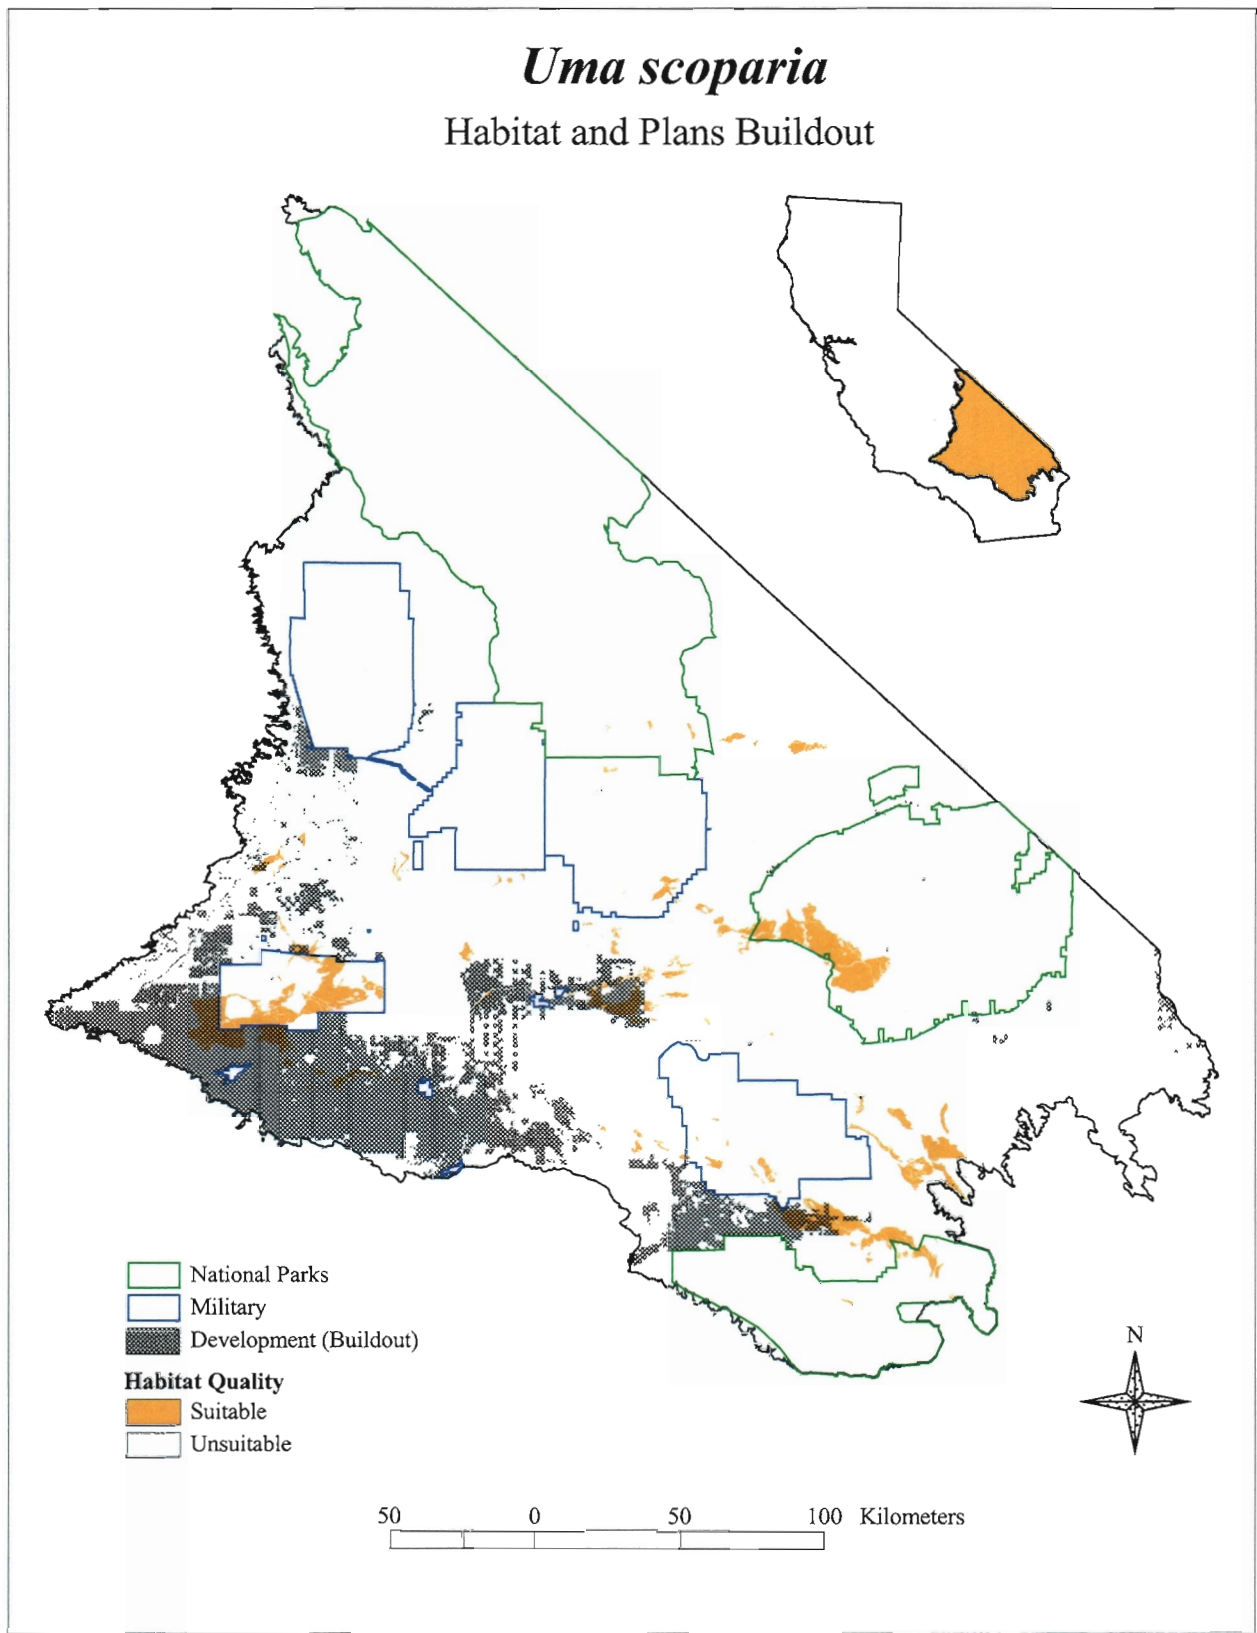 Uma scoparia
Habitat and Plans Buildout
National Parks
Military
Development (Buildout)
Habitat Quality
Suitable
Unsuitable
N
50 0 50 100 Kilometers